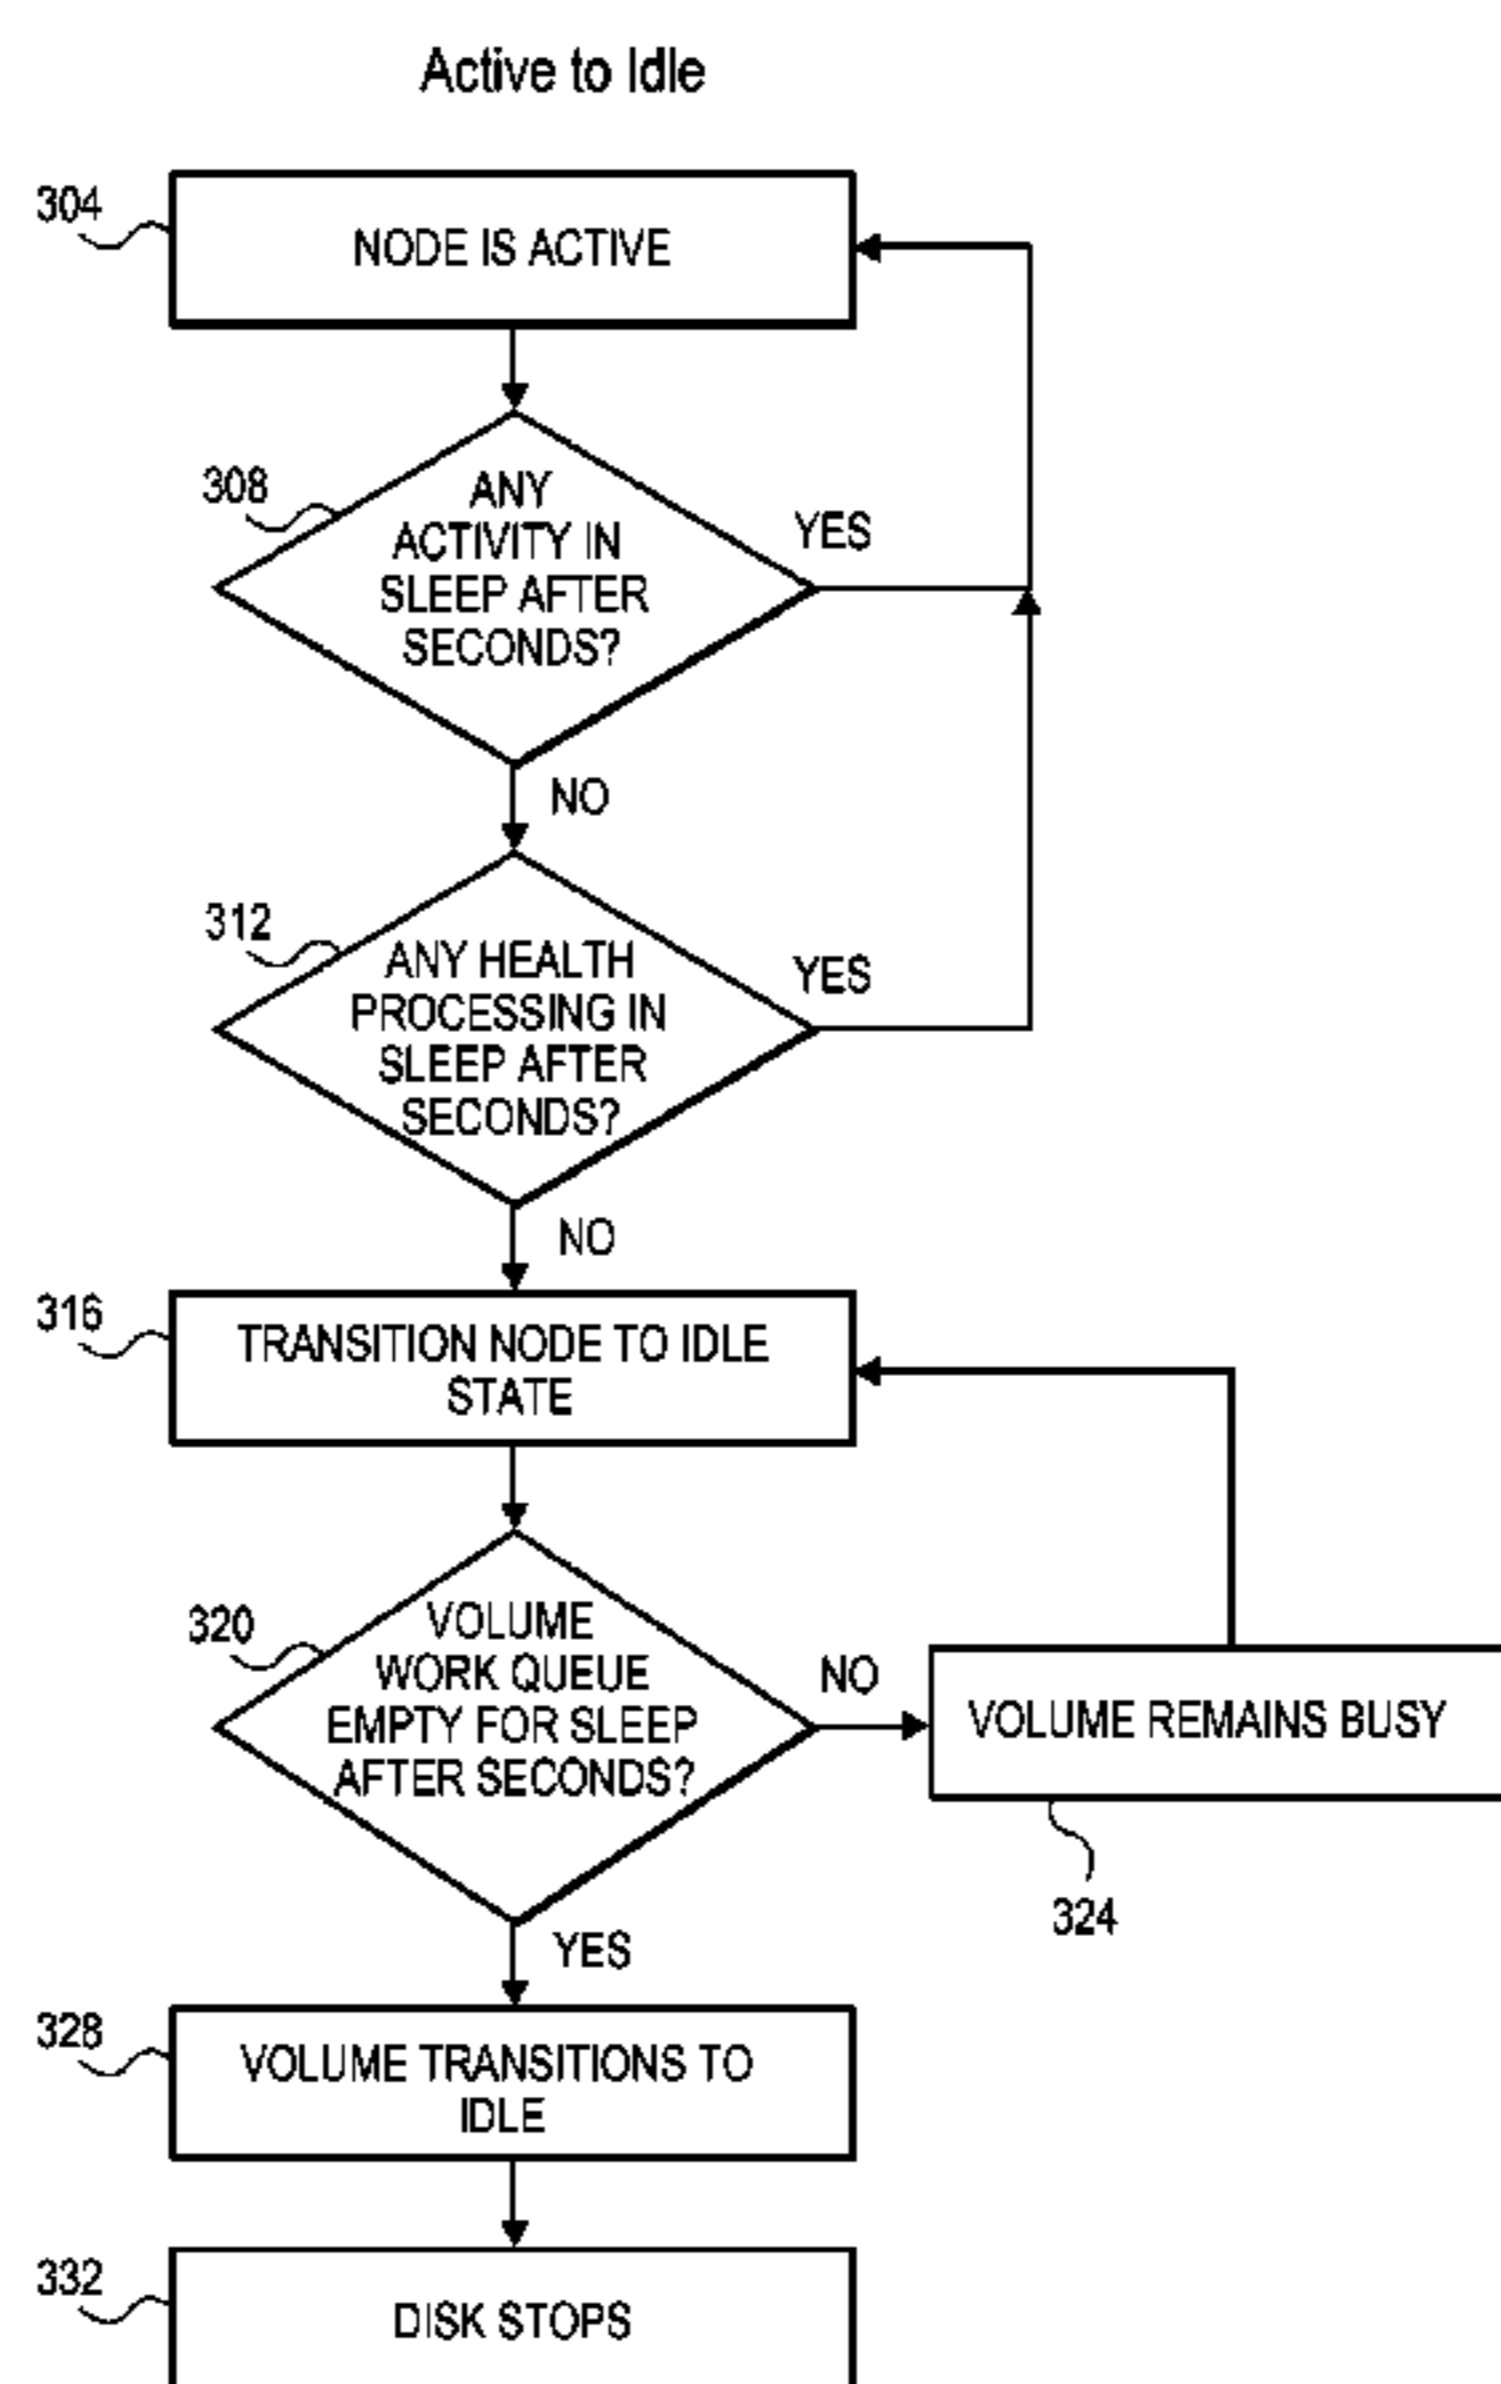 Active to Idle
304
NODE IS ACTIVE
308
ANY
ACTIVITY IN
SLEEP AFTER
SECONDS?
YES
NO
312
ANY HEALTH
PROCESSING IN
SLEEP AFTER
SECONDS?
YES
NO
316
TRANSITION NODE TO IDLE
STATE
320
VOLUME
WORK QUEUE
EMPTY FOR SLEEP
AFTER SECONDS?
NO
VOLUME REMAINS BUSY
324
YES
328
VOLUME TRANSITIONS TO
IDLE
332
DISK STOPS